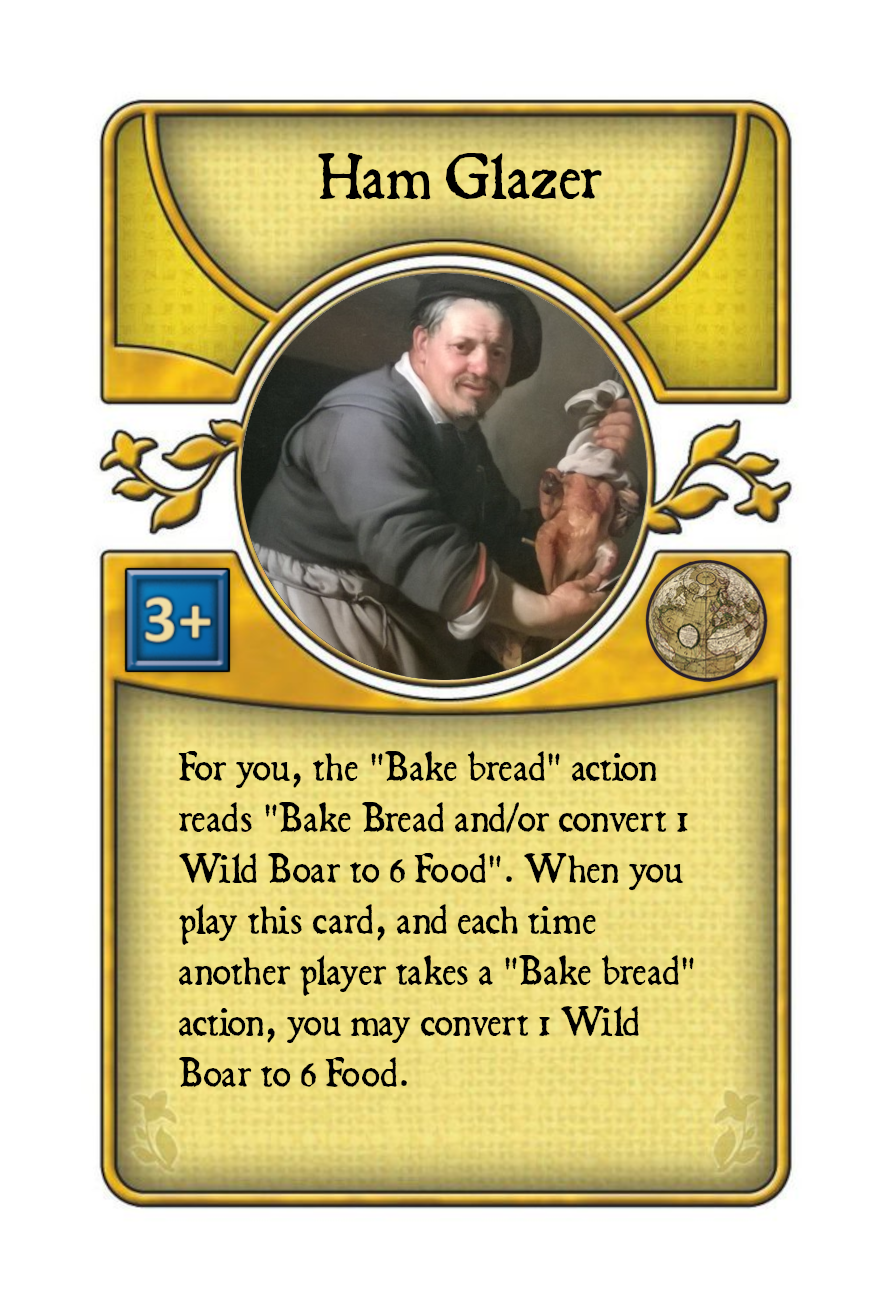 Ham Glazer
3+
For you, the "Bake bread" action
reads "Bake Bread and/or convert 1
Wild Boar to 6 Food". When you
play this card, and each time
another player takes a "Bake bread"
action, you may convert 1 Wild
Boar to 6 Food.